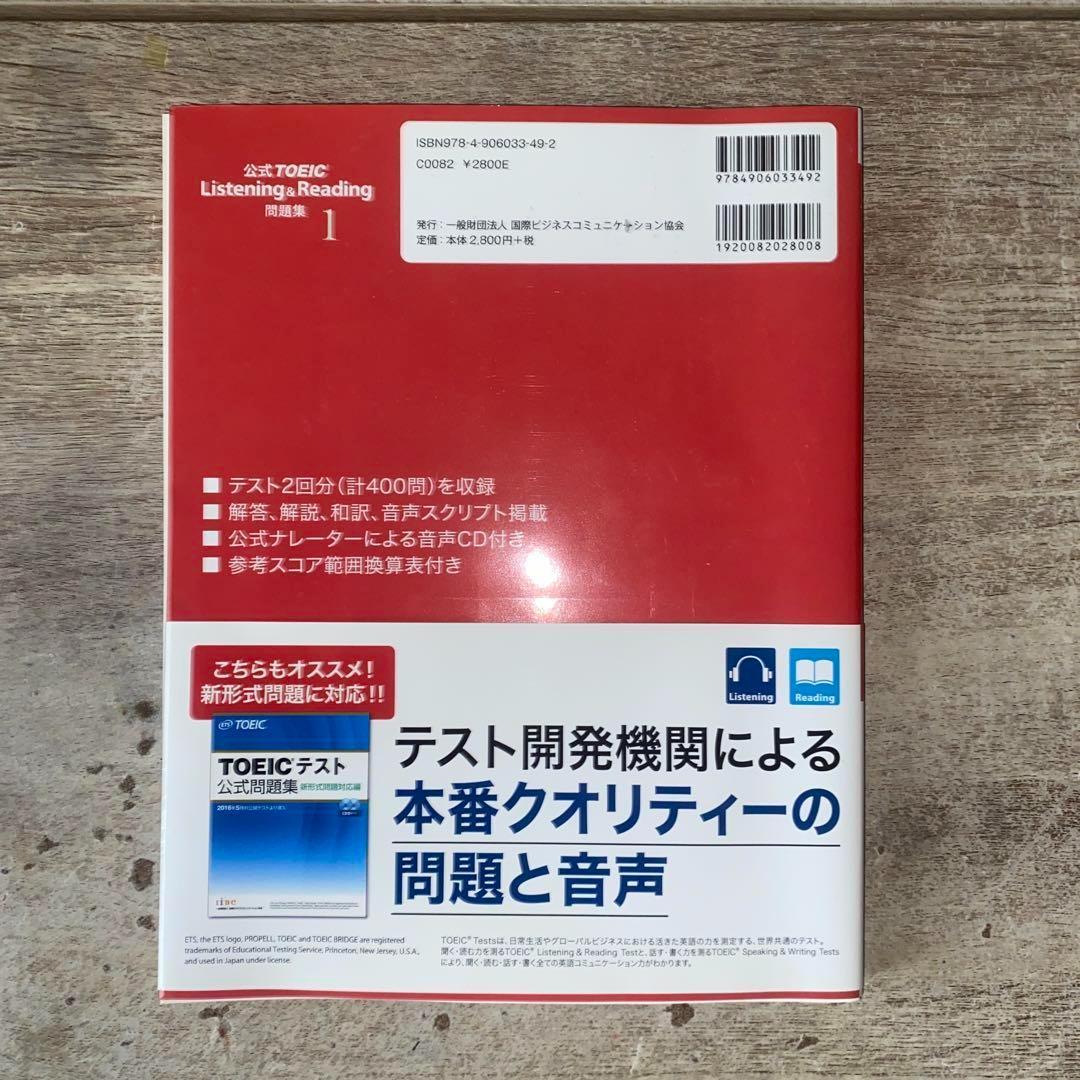 公式TOEIC
Listening & Reading
問題集 1
ISBN978-4-906033-49-2
C0082 ¥2800E
発行：一般財団法人 国際ビジネスコミュニケーション協会
定価：本体2,800円+税
9784906033492
1920082028008
■ テスト2回分（計400問）を収録
■ 解答、解説、和訳、音声スクリプト掲載
■ 公式ナレーターによる音声CD付き
■ 参考スコア範囲換算表付き
こちらもオススメ！
新形式問題に対応!!
ETS TOEIC
TOEIC®テスト
公式問題集 新形式問題対応編
Listening
Reading
テスト開発機関による
本番クオリティーの
問題と音声
ETS, the ETS logo, PROPELL, TOEIC and TOEIC BRIDGE are registered
trademarks of Educational Testing Service, Princeton, New Jersey, U.S.A.,
and used in Japan under license.
TOEIC® Testsは、日常生活やグローバルビジネスにおける活きた英語の力を測定する、世界共通のテスト。
聞く・読む力を測るTOEIC® Listening & Reading Testと、話す・書く力を測るTOEIC® Speaking & Writing Tests
により、聞く・読む・話す・書く全ての英語コミュニケーション力がわかります。